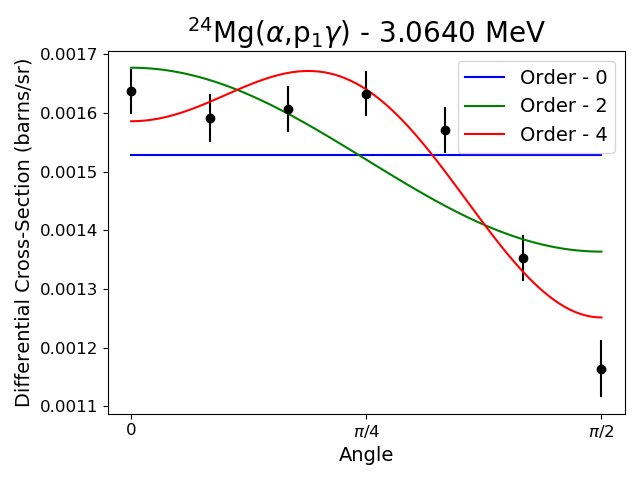 ²⁴Mg(α,p₁γ) - 3.0640 MeV
Differential Cross-Section (barns/sr)
0.0017
0.0016
0.0015
0.0014
0.0013
0.0012
0.0011
Order - 0
Order - 2
Order - 4
0
π/4
π/2
Angle